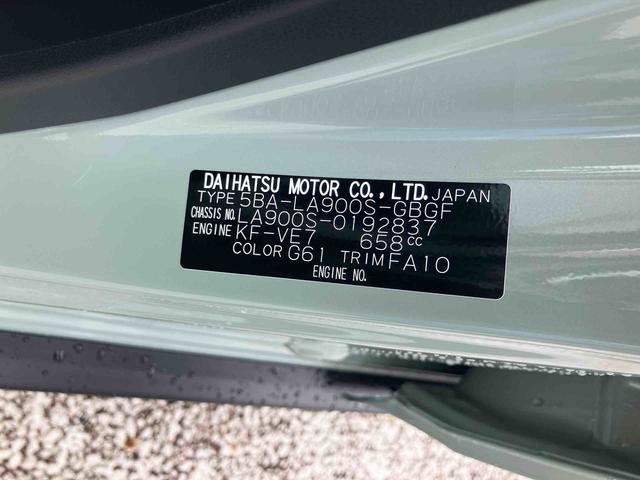 DAIHATSU MOTOR CO., LTD. JAPAN
TYPE 5BA-LA900S-GBGF
CHASSIS NO. LA900S-0192837
ENGINE KF-VE7 658cc
COLOR G61 TRIM FA10
ENGINE NO.